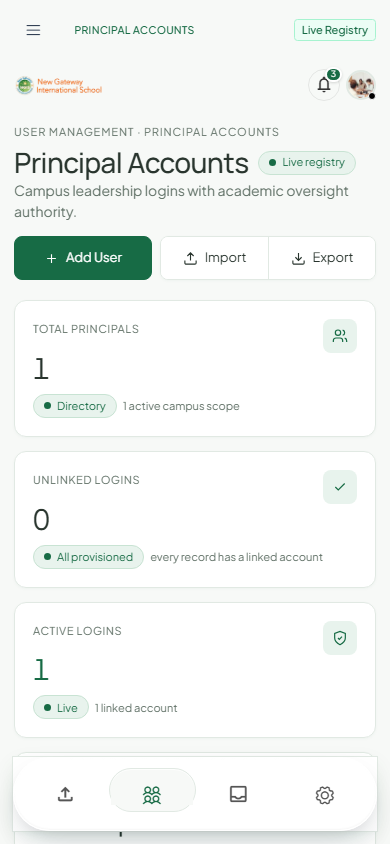 PRINCIPAL ACCOUNTS
Live Registry
New Gateway
International School
3
USER MANAGEMENT · PRINCIPAL ACCOUNTS
Principal Accounts
Live registry
Campus leadership logins with academic oversight
authority.
Add User
Import
Export
TOTAL PRINCIPALS
1
Directory
1 active campus scope
UNLINKED LOGINS
0
All provisioned
every record has a linked account
ACTIVE LOGINS
1
Live
1 linked account